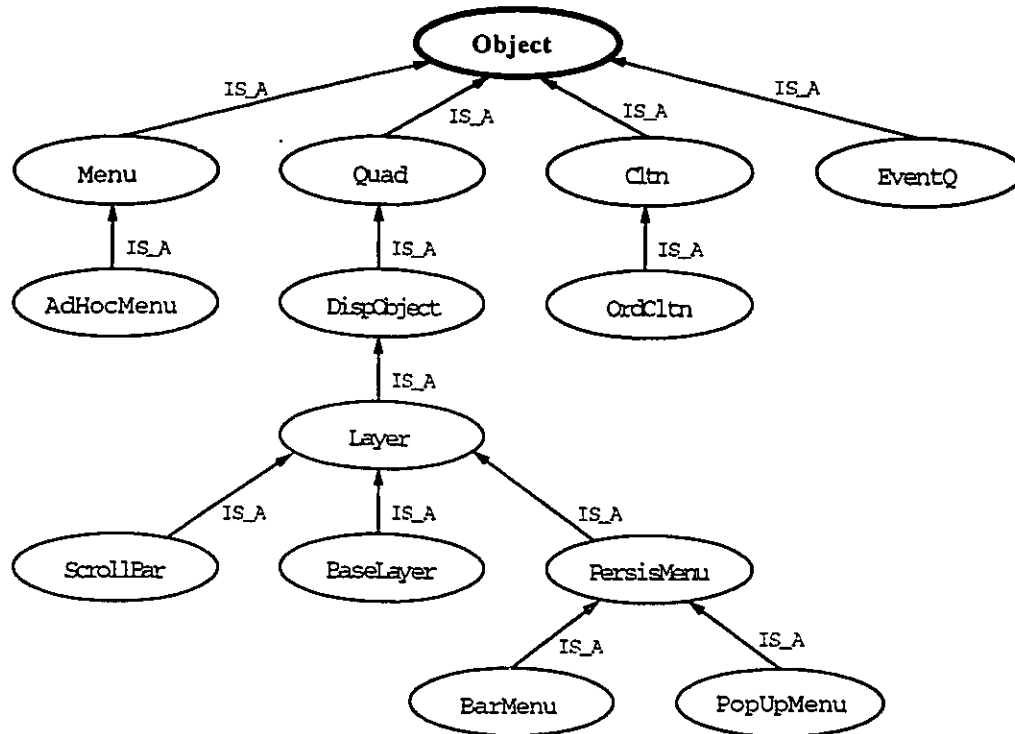 Object
IS_A
IS_A
IS_A
IS_A
Menu
Quad
Cltn
EventQ
IS_A
IS_A
IS_A
AdHocMenu
DispObject
OrdCltn
IS_A
Layer
IS_A
IS_A
IS_A
ScrollBar
BaseLayer
PersisMenu
IS_A
IS_A
BarMenu
PopUpMenu